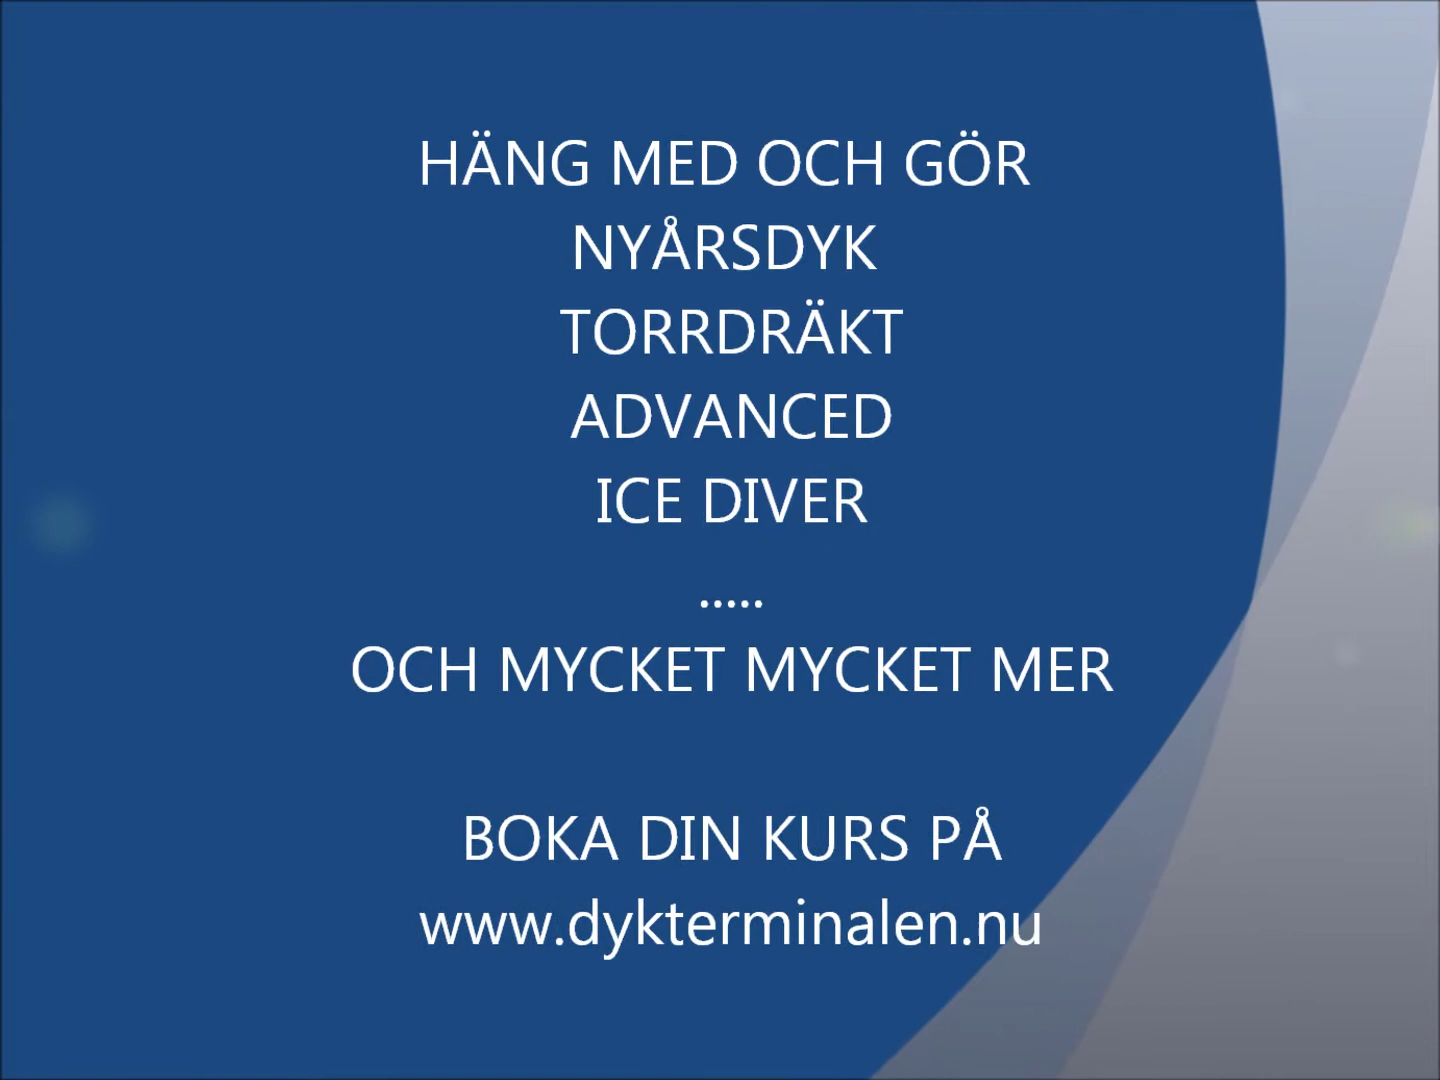 HÄNG MED OCH GÖR
NYÅRSDYK
TORRDRÄKT
ADVANCED
ICE DIVER
.....
OCH MYCKET MYCKET MER
BOKA DIN KURS PÅ
www.dykterminalen.nu